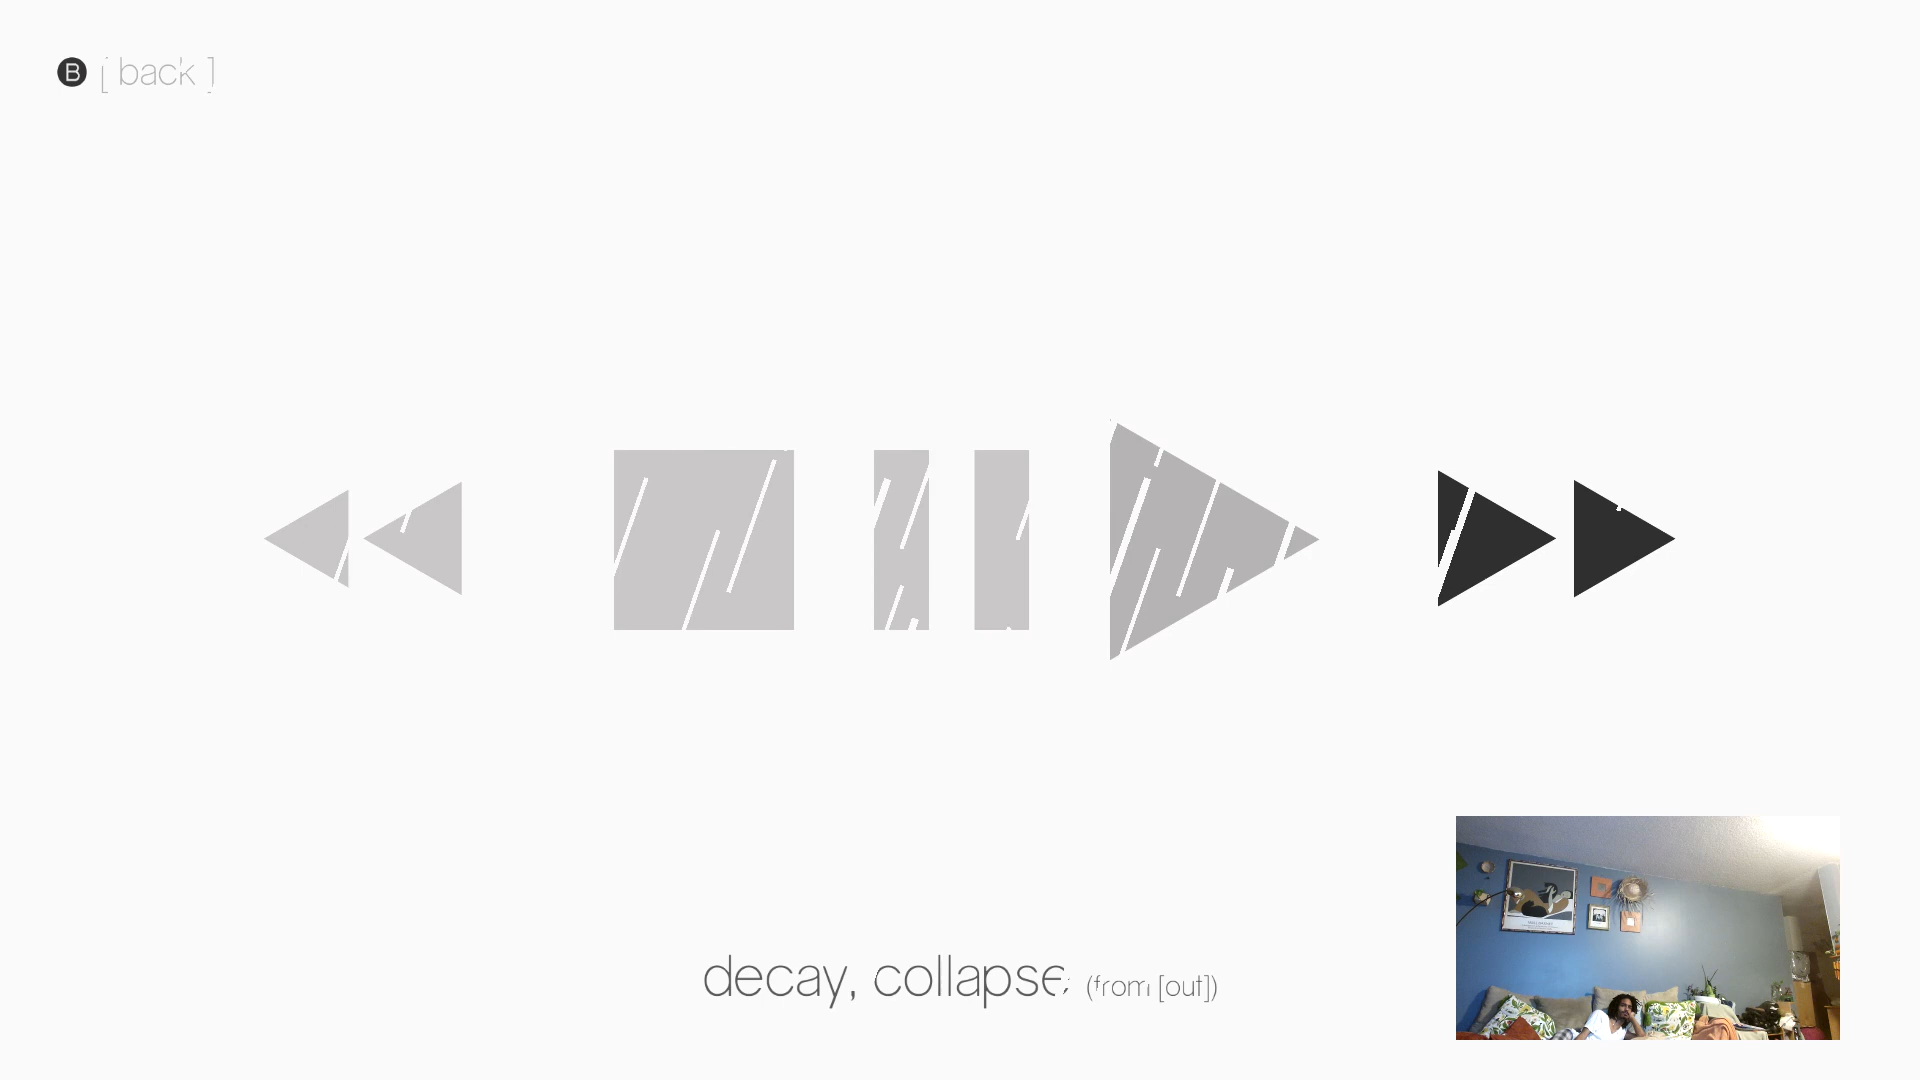 B [ back ]
decay, collapse, (from [out])